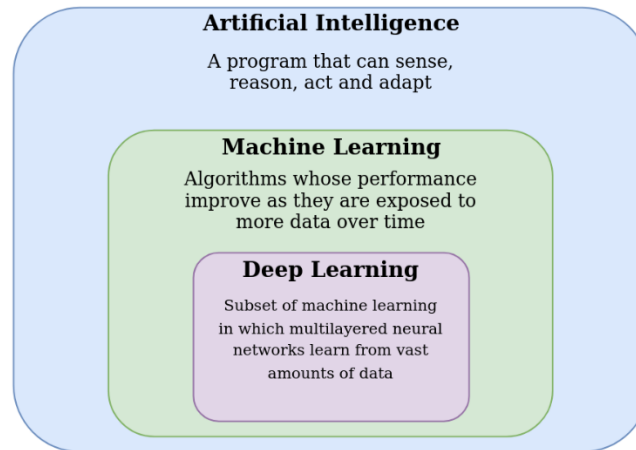 Artificial Intelligence
A program that can sense,
reason, act and adapt
Machine Learning
Algorithms whose performance
improve as they are exposed to
more data over time
Deep Learning
Subset of machine learning
in which multilayered neural
networks learn from vast
amounts of data